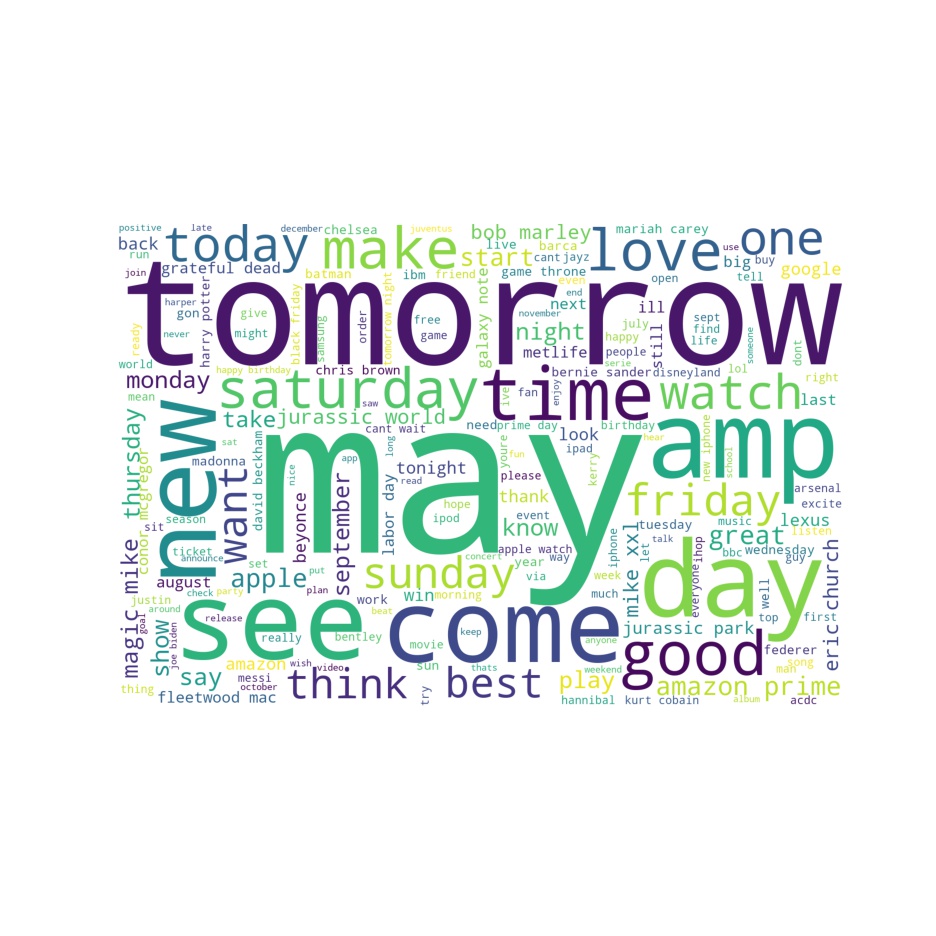 positive
late
december
chelsea
juventus
bob marley
mariah carey
back
today
make
live
barca
love
one
run
start
cant
jayz
use
join
grateful dead
batman
ibm
friend
game throne
even
open
big
buy
tell
google
tomorrow
harper
gon
harry potter
give
black friday
samsung
order
tomorrow night
free
game
galaxy note
end
november
next
night
ill
july
happy
still
sept
find
life
someone
dont
ready
never
might
world
happy birthday
chris brown
metlife
people
serie
bernie sander
disneyland
lol
right
monday
saturday
saw
time
live
fan
enjoy
watch
last
mean
new
take
jurassic world
cant wait
need
prime day
birthday
look
hear
amp
thursday
sat
may
long
app
youre
fun
ipad
kerry
new iphone
school
madonna
want
david beckham
nice
tonight
read
please
mcgregor
conor
season
sit
beyonce
september
labor day
hope
ipod
thank
know
event
friday
arsenal
excite
tuesday
music
lexus
listen
ticket
announce
set
put
apple watch
concert
year
way
iphone
let
talk
great
bbc
wednesday
guy
ihop
everyone
magic mike
august
apple
sunday
via
week
mike xxl
day
well
eric church
check
party
plan
work
win
morning
much
justin
around
goal
see
release
beat
come
keep
anyone
jurassic park
top
first
show
joe biden
really
bentley
movie
thats
good
federer
song
man
amazon
wish
video
sun
weekend
say
messi
october
think
best
play
amazon prime
thing
fleetwood mac
try
hannibal
kurt cobain
album
acdc